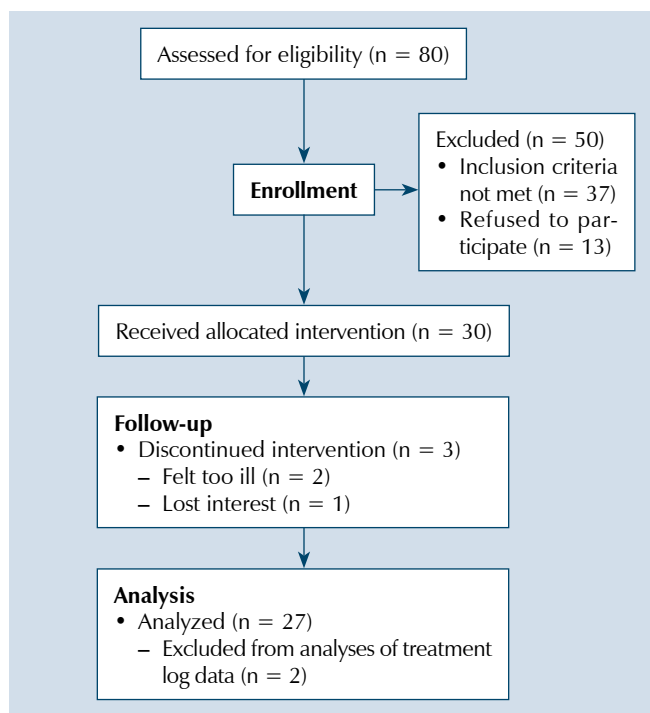 Assessed for eligibility (n = 80)
Enrollment
Excluded (n = 50)
• Inclusion criteria
not met (n = 37)
• Refused to par-
ticipate (n = 13)
Received allocated intervention (n = 30)
Follow-up
• Discontinued intervention (n = 3)
– Felt too ill (n = 2)
– Lost interest (n = 1)
Analysis
• Analyzed (n = 27)
– Excluded from analyses of treatment
log data (n = 2)